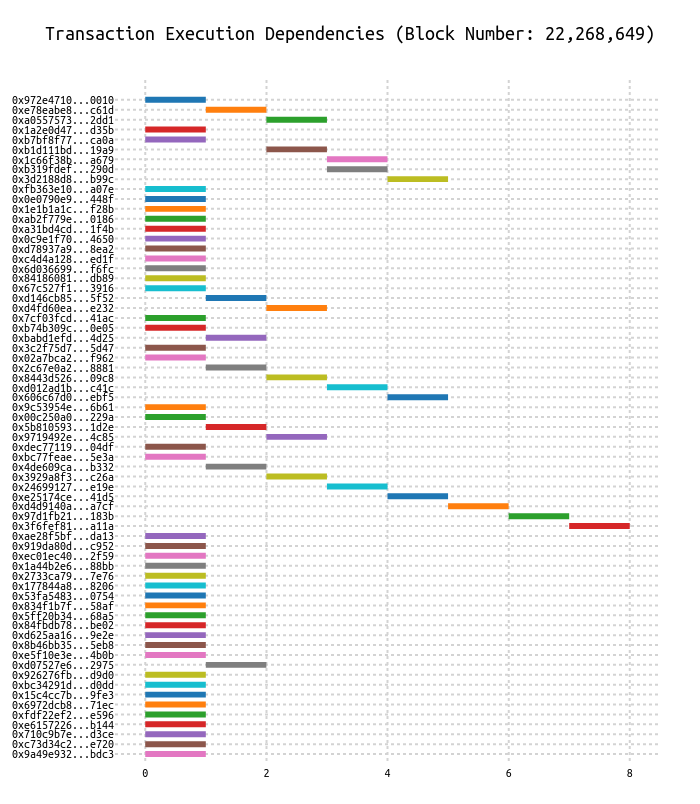 Transaction Execution Dependencies (Block Number: 22,268,649)
0x972e4710...0010
0xe78eabe8...c61d
0xa0557573...2dd1
0x1a2e0d47...d35b
0xb7bf8f77...ca0a
0xb1d111bd...19a9
0x1c66f38b...a679
0xb319fdef...290d
0x3d2188d8...b99c
0xfb363e10...a07e
0x0e0790e9...448f
0x1e1b1a1c...f28b
0xab2f779e...0186
0xa31bd4cd...1f4b
0x0c9e1f70...4650
0xd78937a9...8ea2
0xc4d4a128...ed1f
0x6d036699...f6fc
0x84186081...db89
0x67c527f1...3916
0xd146cb85...5f52
0xd4fd60ea...e232
0x7cf03fcd...41ac
0xb74b309c...0e05
0xbabd1efd...4d25
0x3c2f75d7...5d47
0x02a7bca2...f962
0x2c67e0a2...8881
0x8443d526...09c8
0xd012ad1b...c41c
0x606c67d0...ebf5
0x9c53954e...6b61
0x00c250a0...229a
0x5b810593...1d2e
0x9719492e...4c85
0xdec77119...04df
0xbc77feae...5e3a
0x4de609ca...b332
0x3929a8f3...c26a
0x24699127...e19e
0xe25174ce...41d5
0xd4d9140a...a7cf
0x97d1fb21...183b
0x3f6fef81...a11a
0xae28f5bf...da13
0x919da80d...c952
0xec01ec40...2f59
0x1a44b2e6...88bb
0x2733ca79...7e76
0x177844a8...8206
0x53fa5483...0754
0x834f1b7f...58af
0x5ff20b34...68a5
0x84fbdb78...be02
0xd625aa16...9e2e
0x8b46bb35...5eb8
0xe5f10e3e...4b0b
0xd07527e6...2975
0x926276fb...d9d0
0xbc34291d...d0dd
0x15c4cc7b...9fe3
0x6972dcb8...71ec
0xfdf22ef2...e596
0xe6157226...b144
0x710c9b7e...d3ce
0xc73d34c2...e720
0x9a49e932...bdc3
0 2 4 6 8